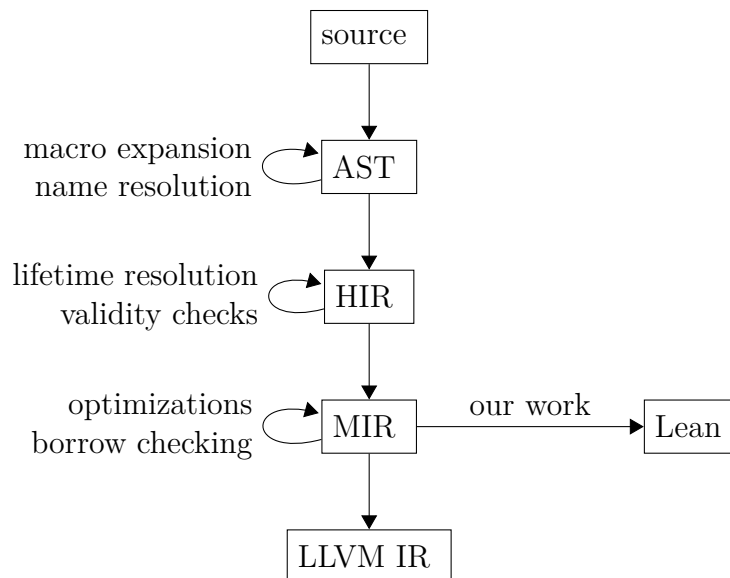 source
macro expansion
name resolution
AST
lifetime resolution
validity checks
HIR
optimizations
borrow checking
MIR
our work
Lean
LLVM IR